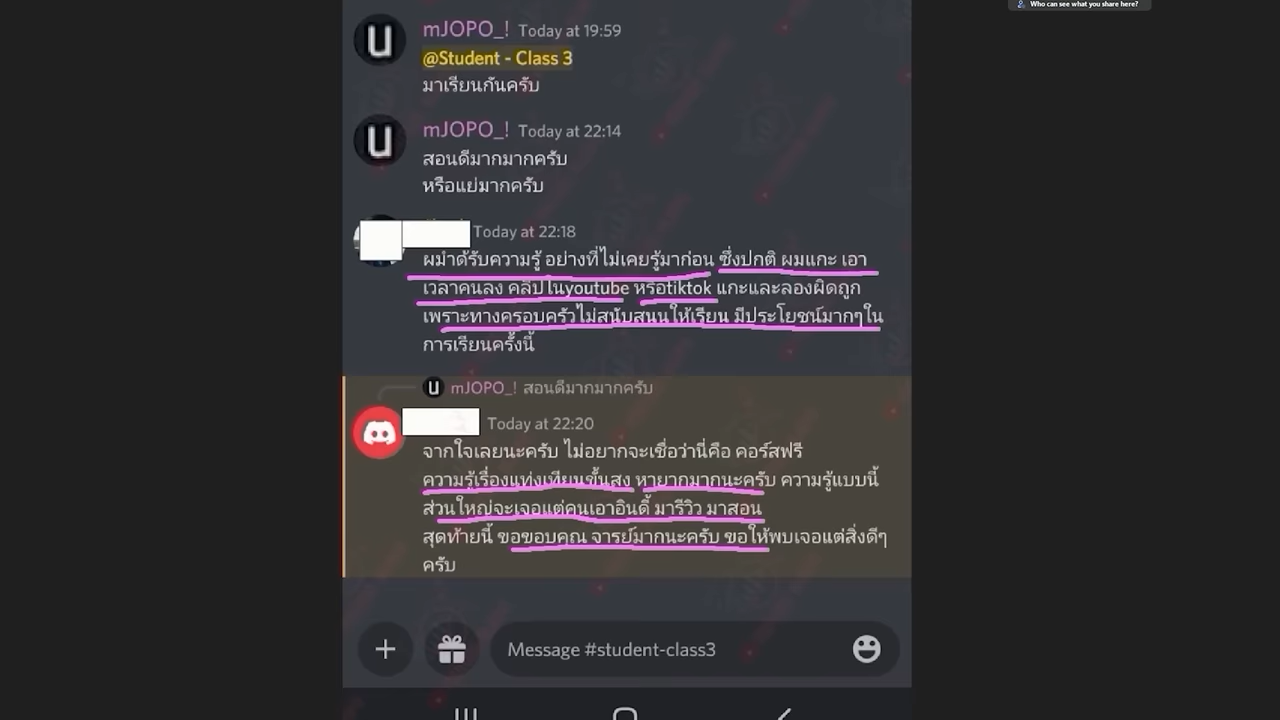 Who can see what you share here?
mJOPO_! Today at 19:59
@Student - Class 3
มาเรียนกันครับ
mJOPO_! Today at 22:14
สอนดีมากมากครับ
หรือแย่มากครับ
Today at 22:18
ผมำด้รับความรู้ อย่างที่ไม่เคยรู้มาก่อน ซึ่งปกติ ผมแกะ เอา
เวลาคนลง คลิปในyoutube หรือtiktok แกะและลองผิดถูก
เพราะทางครอบครัวไม่สนับสนุนให้เรียน มีประโยชน์มากๆใน
การเรียนครั้งนี้
mJOPO_! สอนดีมากมากครับ
Today at 22:20
จากใจเลยนะครับ ไม่อยากจะเชื่อว่านี่คือ คอร์สฟรี
ความรู้เรื่องแท่งเทียนขั้นสูง หายากมากนะครับ ความรู้แบบนี้
ส่วนใหญ่จะเจอแต่คนเอาอินดี้ มารีวิว มาสอน
สุดท้ายนี้ ขอขอบคุณ จารย์มากนะครับ ขอให้พบเจอแต่สิ่งดีๆ
ครับ
Message #student-class3